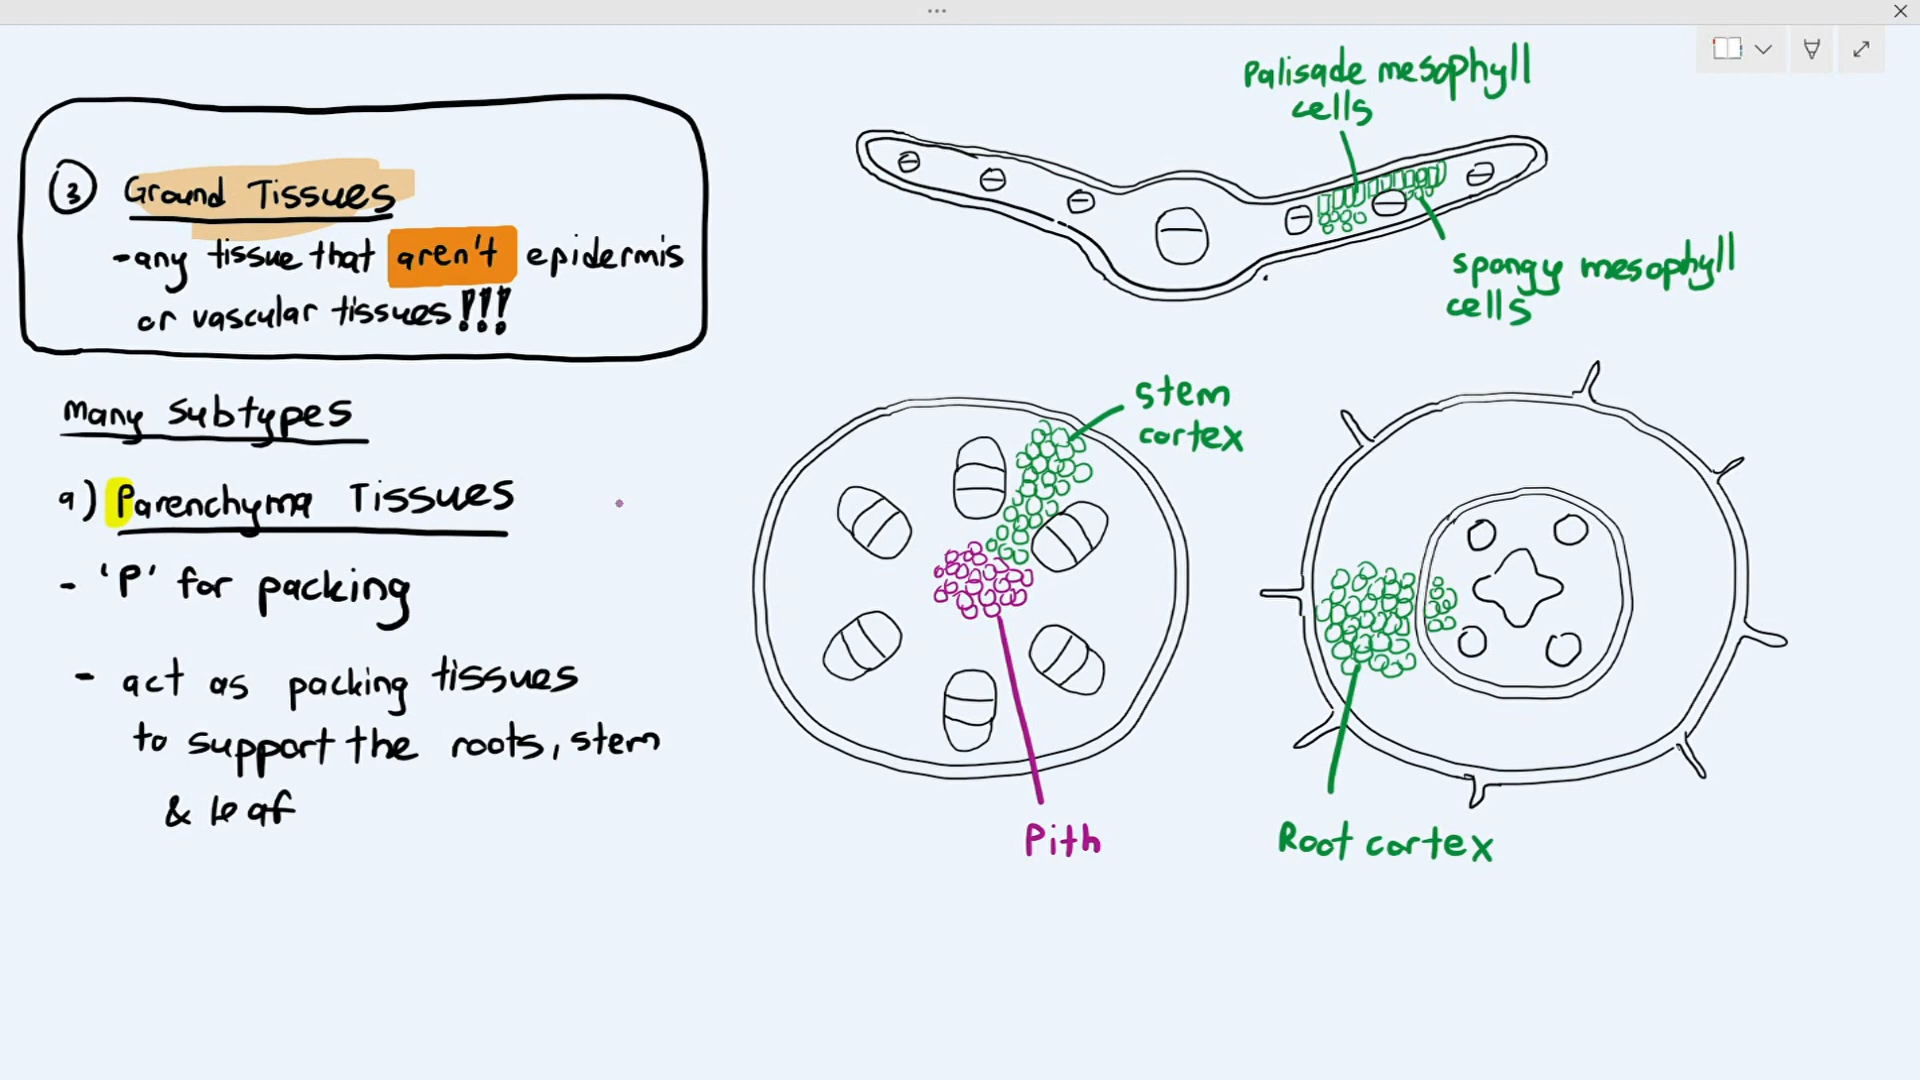 3 Ground Tissues
-any tissue that aren't epidermis
or vascular tissues!!!
Many Subtypes
a) Parenchyma Tissues
- 'P' for packing
- act as packing tissues
to support the roots, stem
& leaf
Palisade mesophyll
cells
spongy mesophyll
cells
stem
cortex
Pith
Root cortex